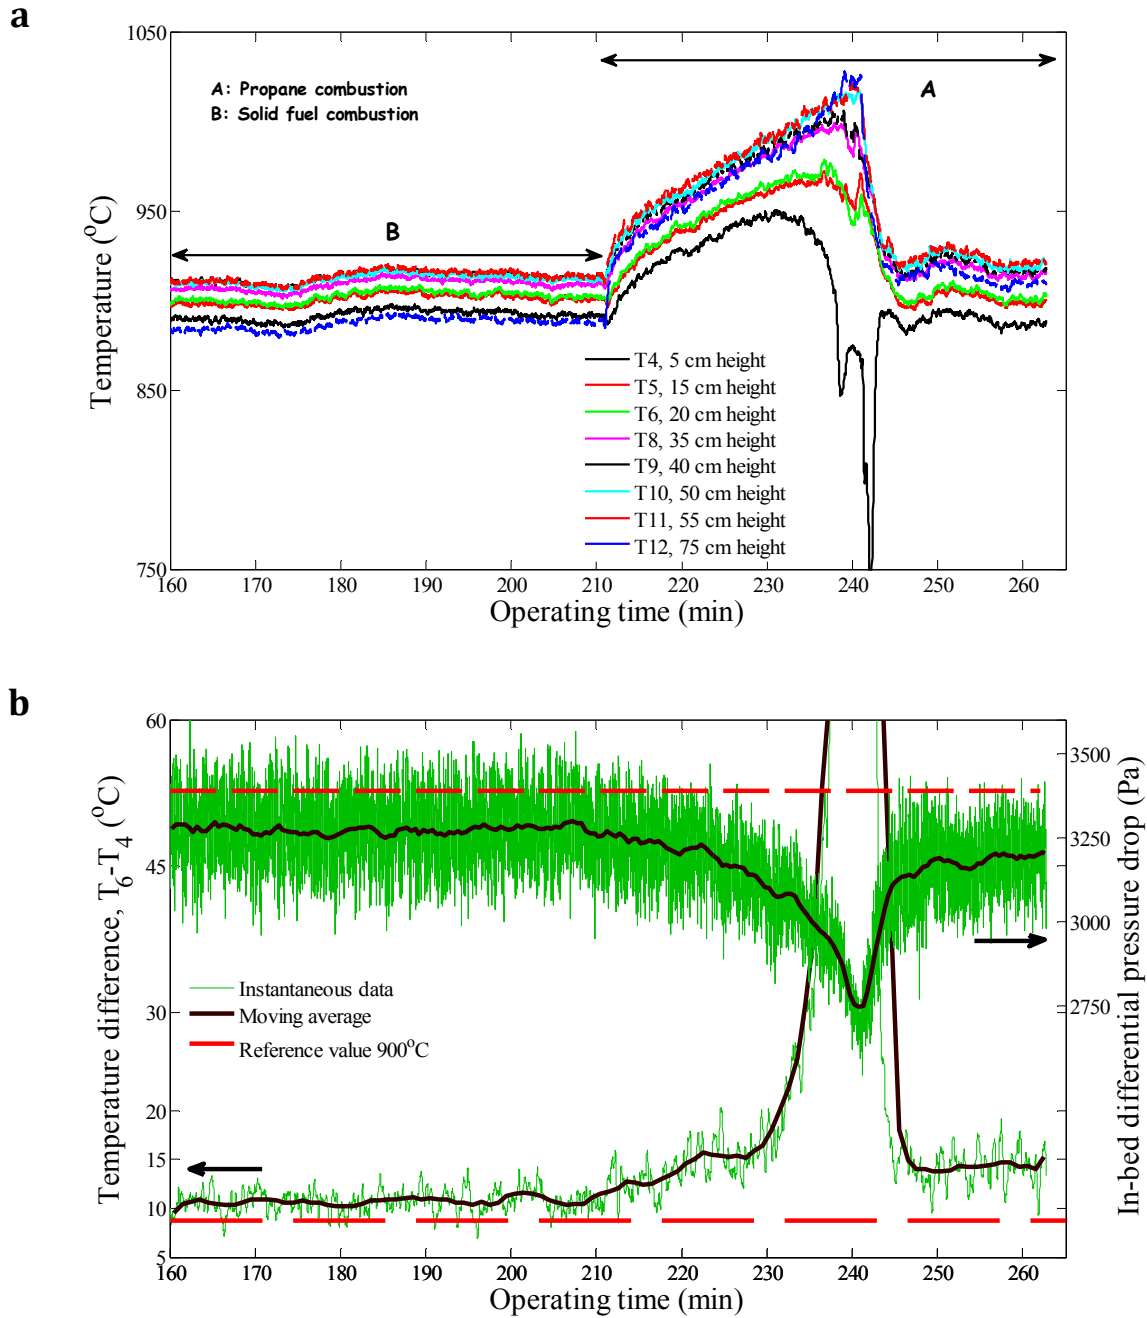 a
1050
950
850
750
Temperature (°C)
A: Propane combustion
B: Solid fuel combustion
A
B
T4, 5 cm height
T5, 15 cm height
T6, 20 cm height
T8, 35 cm height
T9, 40 cm height
T10, 50 cm height
T11, 55 cm height
T12, 75 cm height
160 170 180 190 200 210 220 230 240 250 260
Operating time (min)
b
60
45
30
20
15
10
5
Temperature difference, T6-T4 (°C)
3500
3250
3000
2750
In-bed differential pressure drop (Pa)
Instantaneous data
Moving average
Reference value 900°C
160 170 180 190 200 210 220 230 240 250 260
Operating time (min)